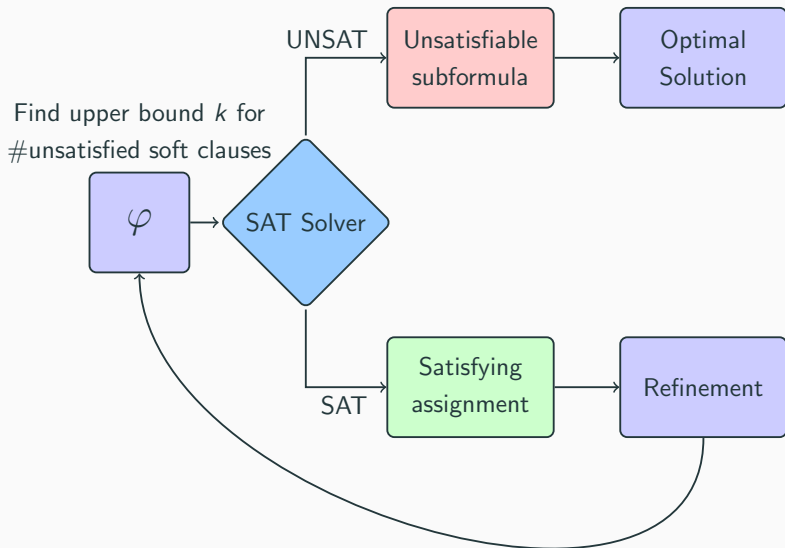 UNSAT
Unsatisfiable
subformula
Optimal
Solution
Find upper bound k for
#unsatisfied soft clauses
φ
SAT Solver
SAT
Satisfying
assignment
Refinement